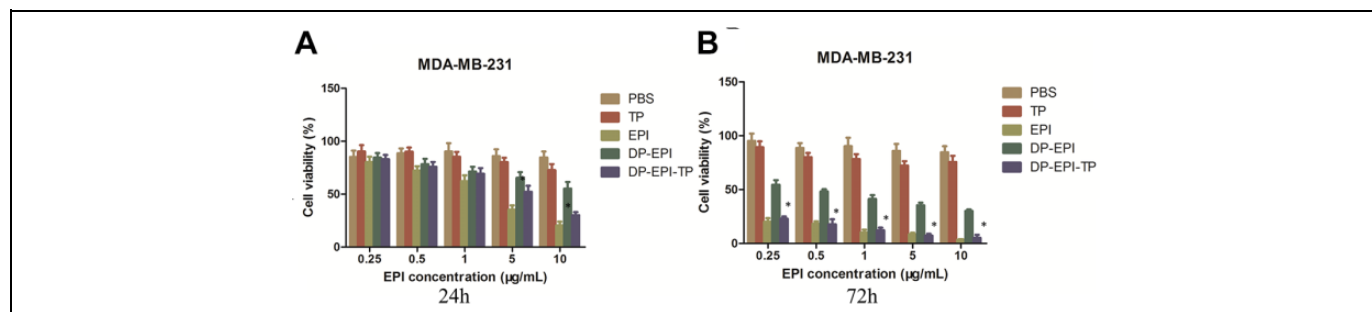 A
MDA-MB-231
150
100
50
0
Cell viability (%)
0.25 0.5 1 5 10
EPI concentration (µg/mL)
24h
PBS
TP
EPI
DP-EPI
DP-EPI-TP
* *
B
MDA-MB-231
150
100
50
0
Cell viability (%)
0.25 0.5 1 5 10
EPI concentration (µg/mL)
72h
PBS
TP
EPI
DP-EPI
DP-EPI-TP
* * * * *